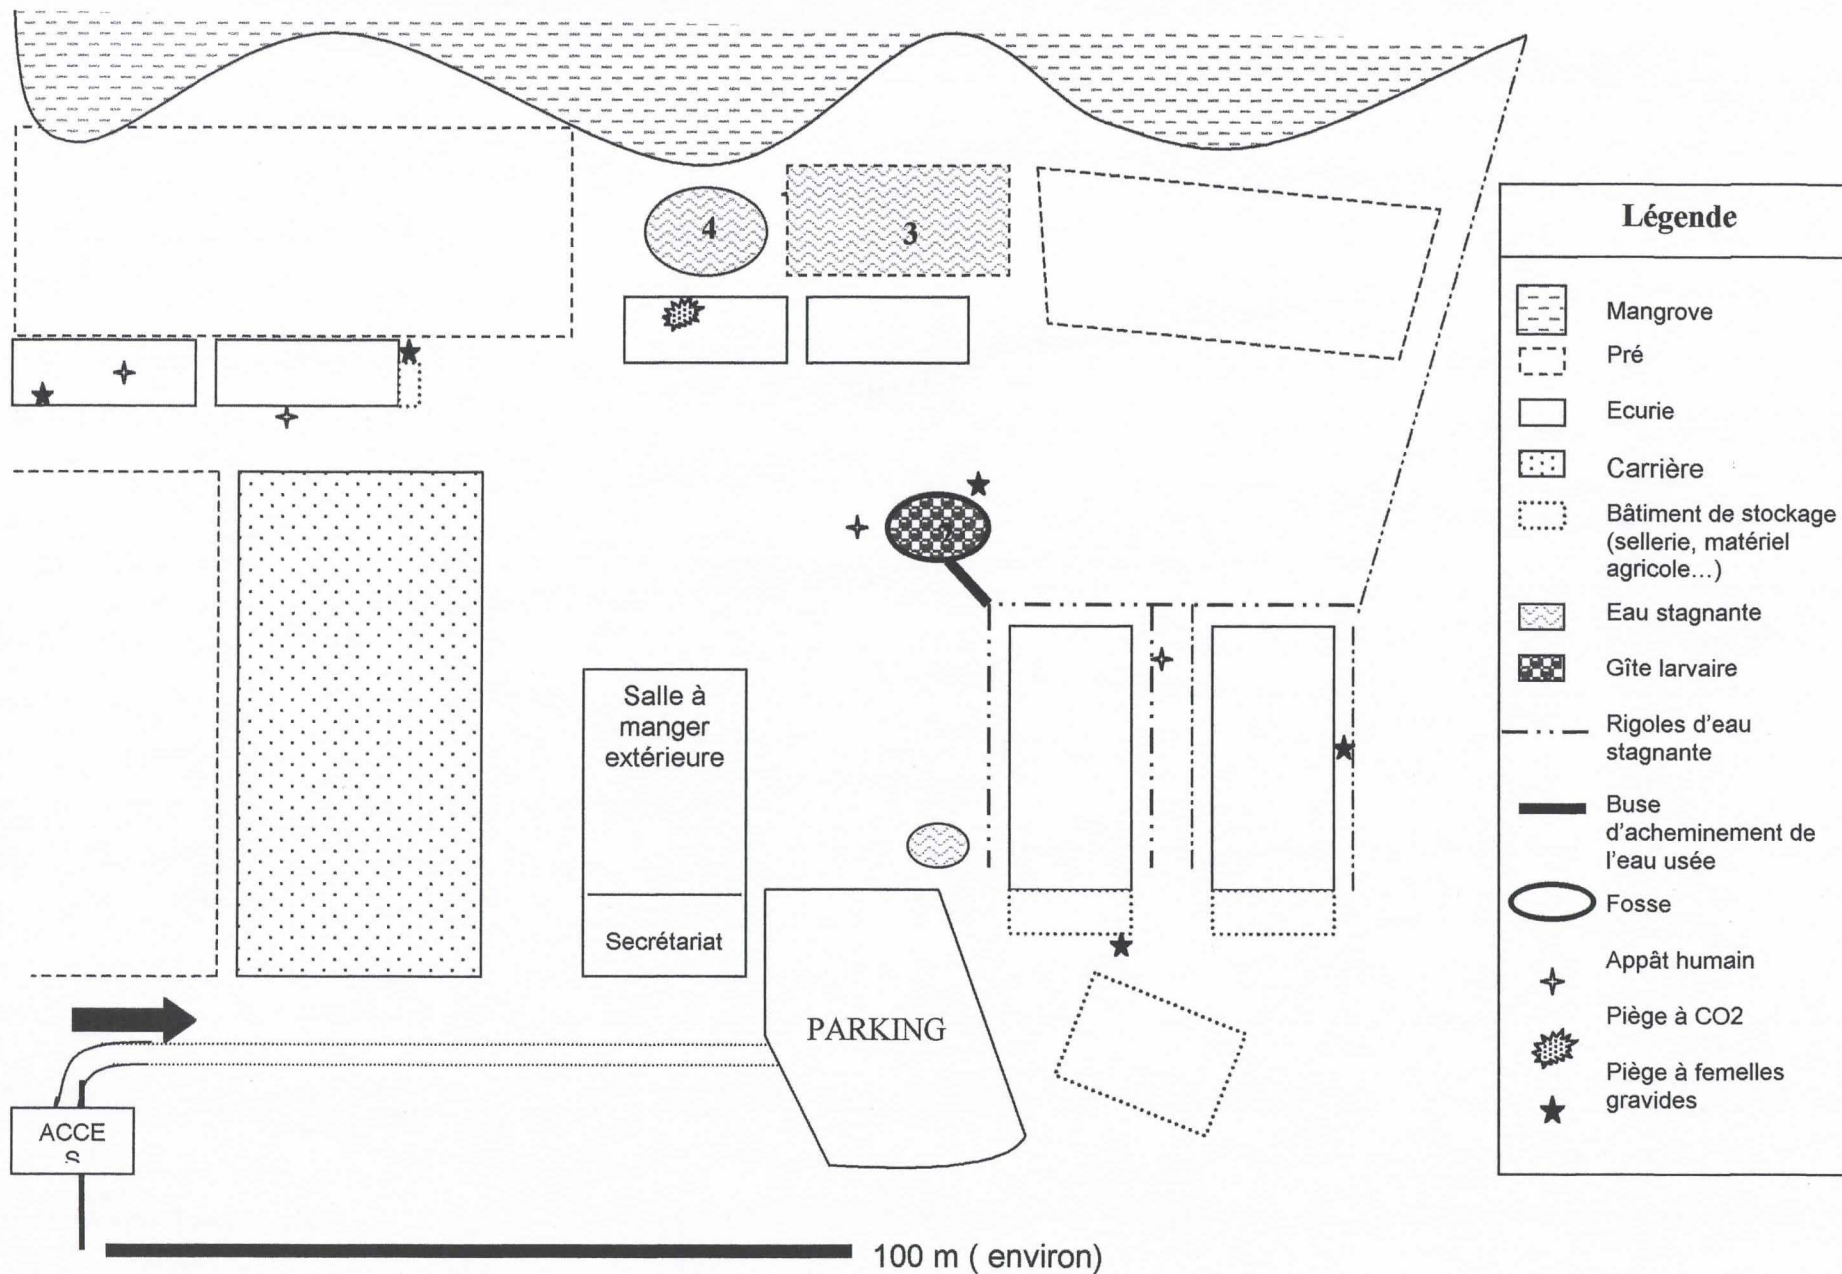 4
3
Salle à
manger
extérieure
Secrétariat
PARKING
ACCE
S
100 m ( environ)
Légende
Mangrove
Pré
Ecurie
Carrière
Bâtiment de stockage
(sellerie, matériel
agricole...)
Eau stagnante
Gîte larvaire
Rigoles d'eau
stagnante
Buse
d'acheminement de
l'eau usée
Fosse
Appât humain
Piège à CO2
Piège à femelles
gravides